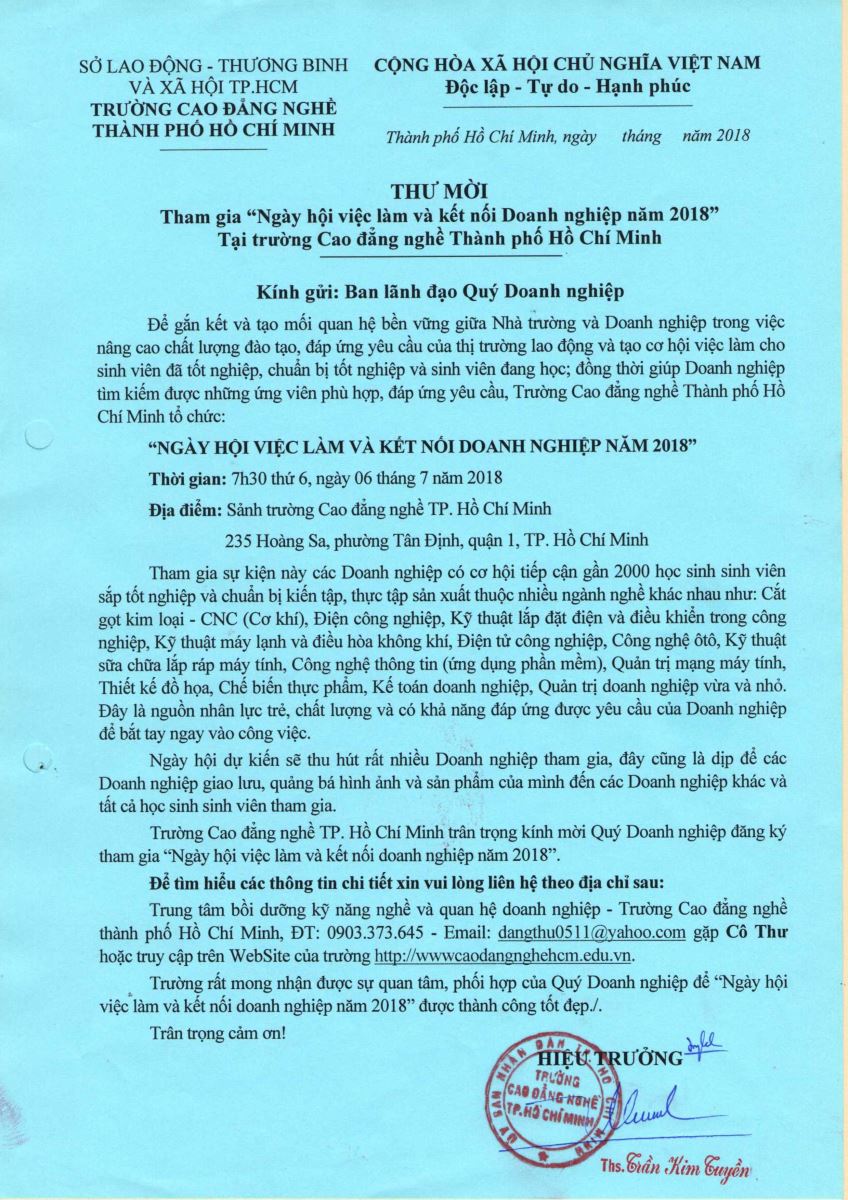 SỞ LAO ĐỘNG - THƯƠNG BINH
VÀ XÃ HỘI TP.HCM
TRƯỜNG CAO ĐẲNG NGHỀ
THÀNH PHỐ HỒ CHÍ MINH
CỘNG HÒA XÃ HỘI CHỦ NGHĨA VIỆT NAM
Độc lập - Tự do - Hạnh phúc
Thành phố Hồ Chí Minh, ngày tháng năm 2018
THƯ MỜI
Tham gia “Ngày hội việc làm và kết nối Doanh nghiệp năm 2018”
Tại trường Cao đẳng nghề Thành phố Hồ Chí Minh
Kính gửi: Ban lãnh đạo Quý Doanh nghiệp
Để gắn kết và tạo mối quan hệ bền vững giữa Nhà trường và Doanh nghiệp trong việc
nâng cao chất lượng đào tạo, đáp ứng yêu cầu của thị trường lao động và tạo cơ hội việc làm cho
sinh viên đã tốt nghiệp, chuẩn bị tốt nghiệp và sinh viên đang học; đồng thời giúp Doanh nghiệp
tìm kiếm được những ứng viên phù hợp, đáp ứng yêu cầu, Trường Cao đẳng nghề Thành phố Hồ
Chí Minh tổ chức:
“NGÀY HỘI VIỆC LÀM VÀ KẾT NỐI DOANH NGHIỆP NĂM 2018”
Thời gian: 7h30 thứ 6, ngày 06 tháng 7 năm 2018
Địa điểm: Sảnh trường Cao đẳng nghề TP. Hồ Chí Minh
235 Hoàng Sa, phường Tân Định, quận 1, TP. Hồ Chí Minh
Tham gia sự kiện này các Doanh nghiệp có cơ hội tiếp cận gần 2000 học sinh sinh viên
sắp tốt nghiệp và chuẩn bị kiến tập, thực tập sản xuất thuộc nhiều ngành nghề khác nhau như: Cắt
gọt kim loại - CNC (Cơ khí), Điện công nghiệp, Kỹ thuật lắp đặt điện và điều khiển trong công
nghiệp, Kỹ thuật máy lạnh và điều hòa không khí, Điện tử công nghiệp, Công nghệ ôtô, Kỹ thuật
sữa chữa lắp ráp máy tính, Công nghệ thông tin (ứng dụng phần mềm), Quản trị mạng máy tính,
Thiết kế đồ họa, Chế biến thực phẩm, Kế toán doanh nghiệp, Quản trị doanh nghiệp vừa và nhỏ.
Đây là nguồn nhân lực trẻ, chất lượng và có khả năng đáp ứng được yêu cầu của Doanh nghiệp
để bắt tay ngay vào công việc.
Ngày hội dự kiến sẽ thu hút rất nhiều Doanh nghiệp tham gia, đây cũng là dịp để các
Doanh nghiệp giao lưu, quảng bá hình ảnh và sản phẩm của mình đến các Doanh nghiệp khác và
tất cả học sinh sinh viên tham gia.
Trường Cao đẳng nghề TP. Hồ Chí Minh trân trọng kính mời Quý Doanh nghiệp đăng ký
tham gia “Ngày hội việc làm và kết nối doanh nghiệp năm 2018”.
Để tìm hiểu các thông tin chi tiết xin vui lòng liên hệ theo địa chỉ sau:
Trung tâm bồi dưỡng kỹ năng nghề và quan hệ doanh nghiệp - Trường Cao đẳng nghề
thành phố Hồ Chí Minh, ĐT: 0903.373.645 - Email: dangthu0511@yahoo.com gặp Cô Thư
hoặc truy cập trên WebSite của trường http://wwwcaodangnghehcm.edu.vn.
Trường rất mong nhận được sự quan tâm, phối hợp của Quý Doanh nghiệp để “Ngày hội
việc làm và kết nối doanh nghiệp năm 2018” được thành công tốt đẹp./.
Trân trọng cảm ơn!
HIỆU TRƯỞNG
ỦY BAN NHÂN DÂN TP. HỒ CHÍ MINH
TRƯỜNG
CAO ĐẲNG NGHỀ
TP.HỒ CHÍ MINH
Ths.Trần Kim Tuyền